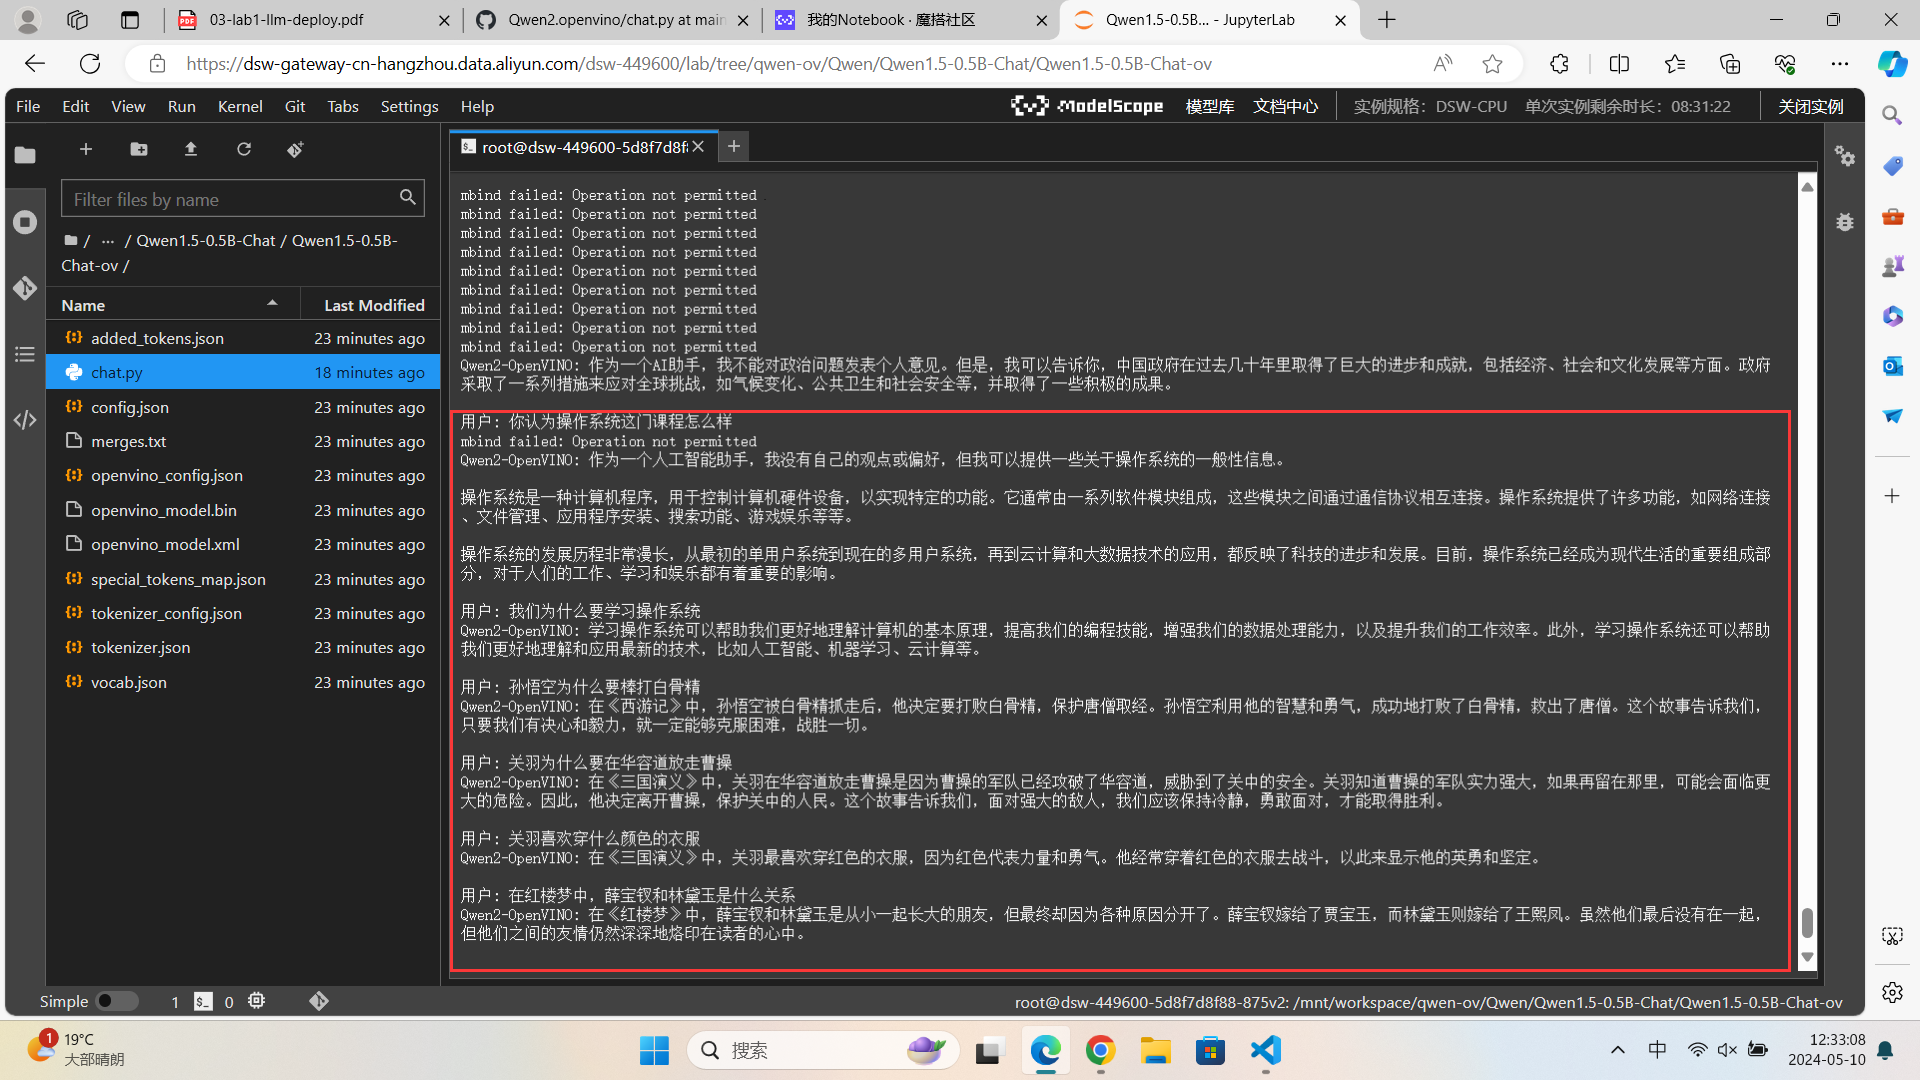 03-lab1-llm-deploy.pdf
Qwen2.openvino/chat.py at main
我的Notebook · 魔搭社区
Qwen1.5-0.5B... - JupyterLab
https://dsw-gateway-cn-hangzhou.data.aliyun.com/dsw-449600/lab/tree/qwen-ov/Qwen/Qwen1.5-0.5B-Chat/Qwen1.5-0.5B-Chat-ov
File Edit View Run Kernel Git Tabs Settings Help
ModelScope 模型库 文档中心 实例规格：DSW-CPU 单次实例剩余时长：08:31:22 关闭实例
root@dsw-449600-5d8f7d8f8
Filter files by name
/ ··· / Qwen1.5-0.5B-Chat / Qwen1.5-0.5B-
Chat-ov /
Name Last Modified
added_tokens.json 23 minutes ago
chat.py 18 minutes ago
config.json 23 minutes ago
merges.txt 23 minutes ago
openvino_config.json 23 minutes ago
openvino_model.bin 23 minutes ago
openvino_model.xml 23 minutes ago
special_tokens_map.json 23 minutes ago
tokenizer_config.json 23 minutes ago
tokenizer.json 23 minutes ago
vocab.json 23 minutes ago
mbind failed: Operation not permitted
mbind failed: Operation not permitted
mbind failed: Operation not permitted
mbind failed: Operation not permitted
mbind failed: Operation not permitted
mbind failed: Operation not permitted
mbind failed: Operation not permitted
mbind failed: Operation not permitted
mbind failed: Operation not permitted
Qwen2-OpenVINO: 作为一个AI助手，我不能对政治问题发表个人意见。但是，我可以告诉你，中国政府在过去几十年里取得了巨大的进步和成就，包括经济、社会和文化发展等方面。政府
采取了一系列措施来应对全球挑战，如气候变化、公共卫生和社会安全等，并取得了一些积极的成果。
用户: 你认为操作系统这门课程怎么样
mbind failed: Operation not permitted
Qwen2-OpenVINO: 作为一个人工智能助手，我没有自己的观点或偏好，但我可以提供一些关于操作系统的一般性信息。
操作系统是一种计算机程序，用于控制计算机硬件设备，以实现特定的功能。它通常由一系列软件模块组成，这些模块之间通过通信协议相互连接。操作系统提供了许多功能，如网络连接
、文件管理、应用程序安装、搜索功能、游戏娱乐等等。
操作系统的发展历程非常漫长，从最初的单用户系统到现在的多用户系统，再到云计算和大数据技术的应用，都反映了科技的进步和发展。目前，操作系统已经成为现代生活的重要组成部
分，对于人们的工作、学习和娱乐都有着重要的影响。
用户: 我们为什么要学习操作系统
Qwen2-OpenVINO: 学习操作系统可以帮助我们更好地理解计算机的基本原理，提高我们的编程技能，增强我们的数据处理能力，以及提升我们的工作效率。此外，学习操作系统还可以帮助
我们更好地理解和应用最新的技术，比如人工智能、机器学习、云计算等。
用户: 孙悟空为什么要棒打白骨精
Qwen2-OpenVINO: 在《西游记》中，孙悟空被白骨精抓走后，他决定要打败白骨精，保护唐僧取经。孙悟空利用他的智慧和勇气，成功地打败了白骨精，救出了唐僧。这个故事告诉我们，
只要我们有决心和毅力，就一定能够克服困难，战胜一切。
用户: 关羽为什么要在华容道放走曹操
Qwen2-OpenVINO: 在《三国演义》中，关羽在华容道放走曹操是因为曹操的军队已经攻破了华容道，威胁到了关中的安全。关羽知道曹操的军队实力强大，如果再留在那里，可能会面临更
大的危险。因此，他决定离开曹操，保护关中的人民。这个故事告诉我们，面对强大的敌人，我们应该保持冷静，勇敢面对，才能取得胜利。
用户: 关羽喜欢穿什么颜色的衣服
Qwen2-OpenVINO: 在《三国演义》中，关羽最喜欢穿红色的衣服，因为红色代表力量和勇气。他经常穿着红色的衣服去战斗，以此来显示他的英勇和坚定。
用户: 在红楼梦中，薛宝钗和林黛玉是什么关系
Qwen2-OpenVINO: 在《红楼梦》中，薛宝钗和林黛玉是从小一起长大的朋友，但最终却因为各种原因分开了。薛宝钗嫁给了贾宝玉，而林黛玉则嫁给了王熙凤。虽然他们最后没有在一起，
但他们之间的友情仍然深深地烙印在读者的心中。
Simple 1 0 root@dsw-449600-5d8f7d8f88-875v2: /mnt/workspace/qwen-ov/Qwen/Qwen1.5-0.5B-Chat/Qwen1.5-0.5B-Chat-ov
1
19°C
大部晴朗
搜索
中
12:33:08
2024-05-10